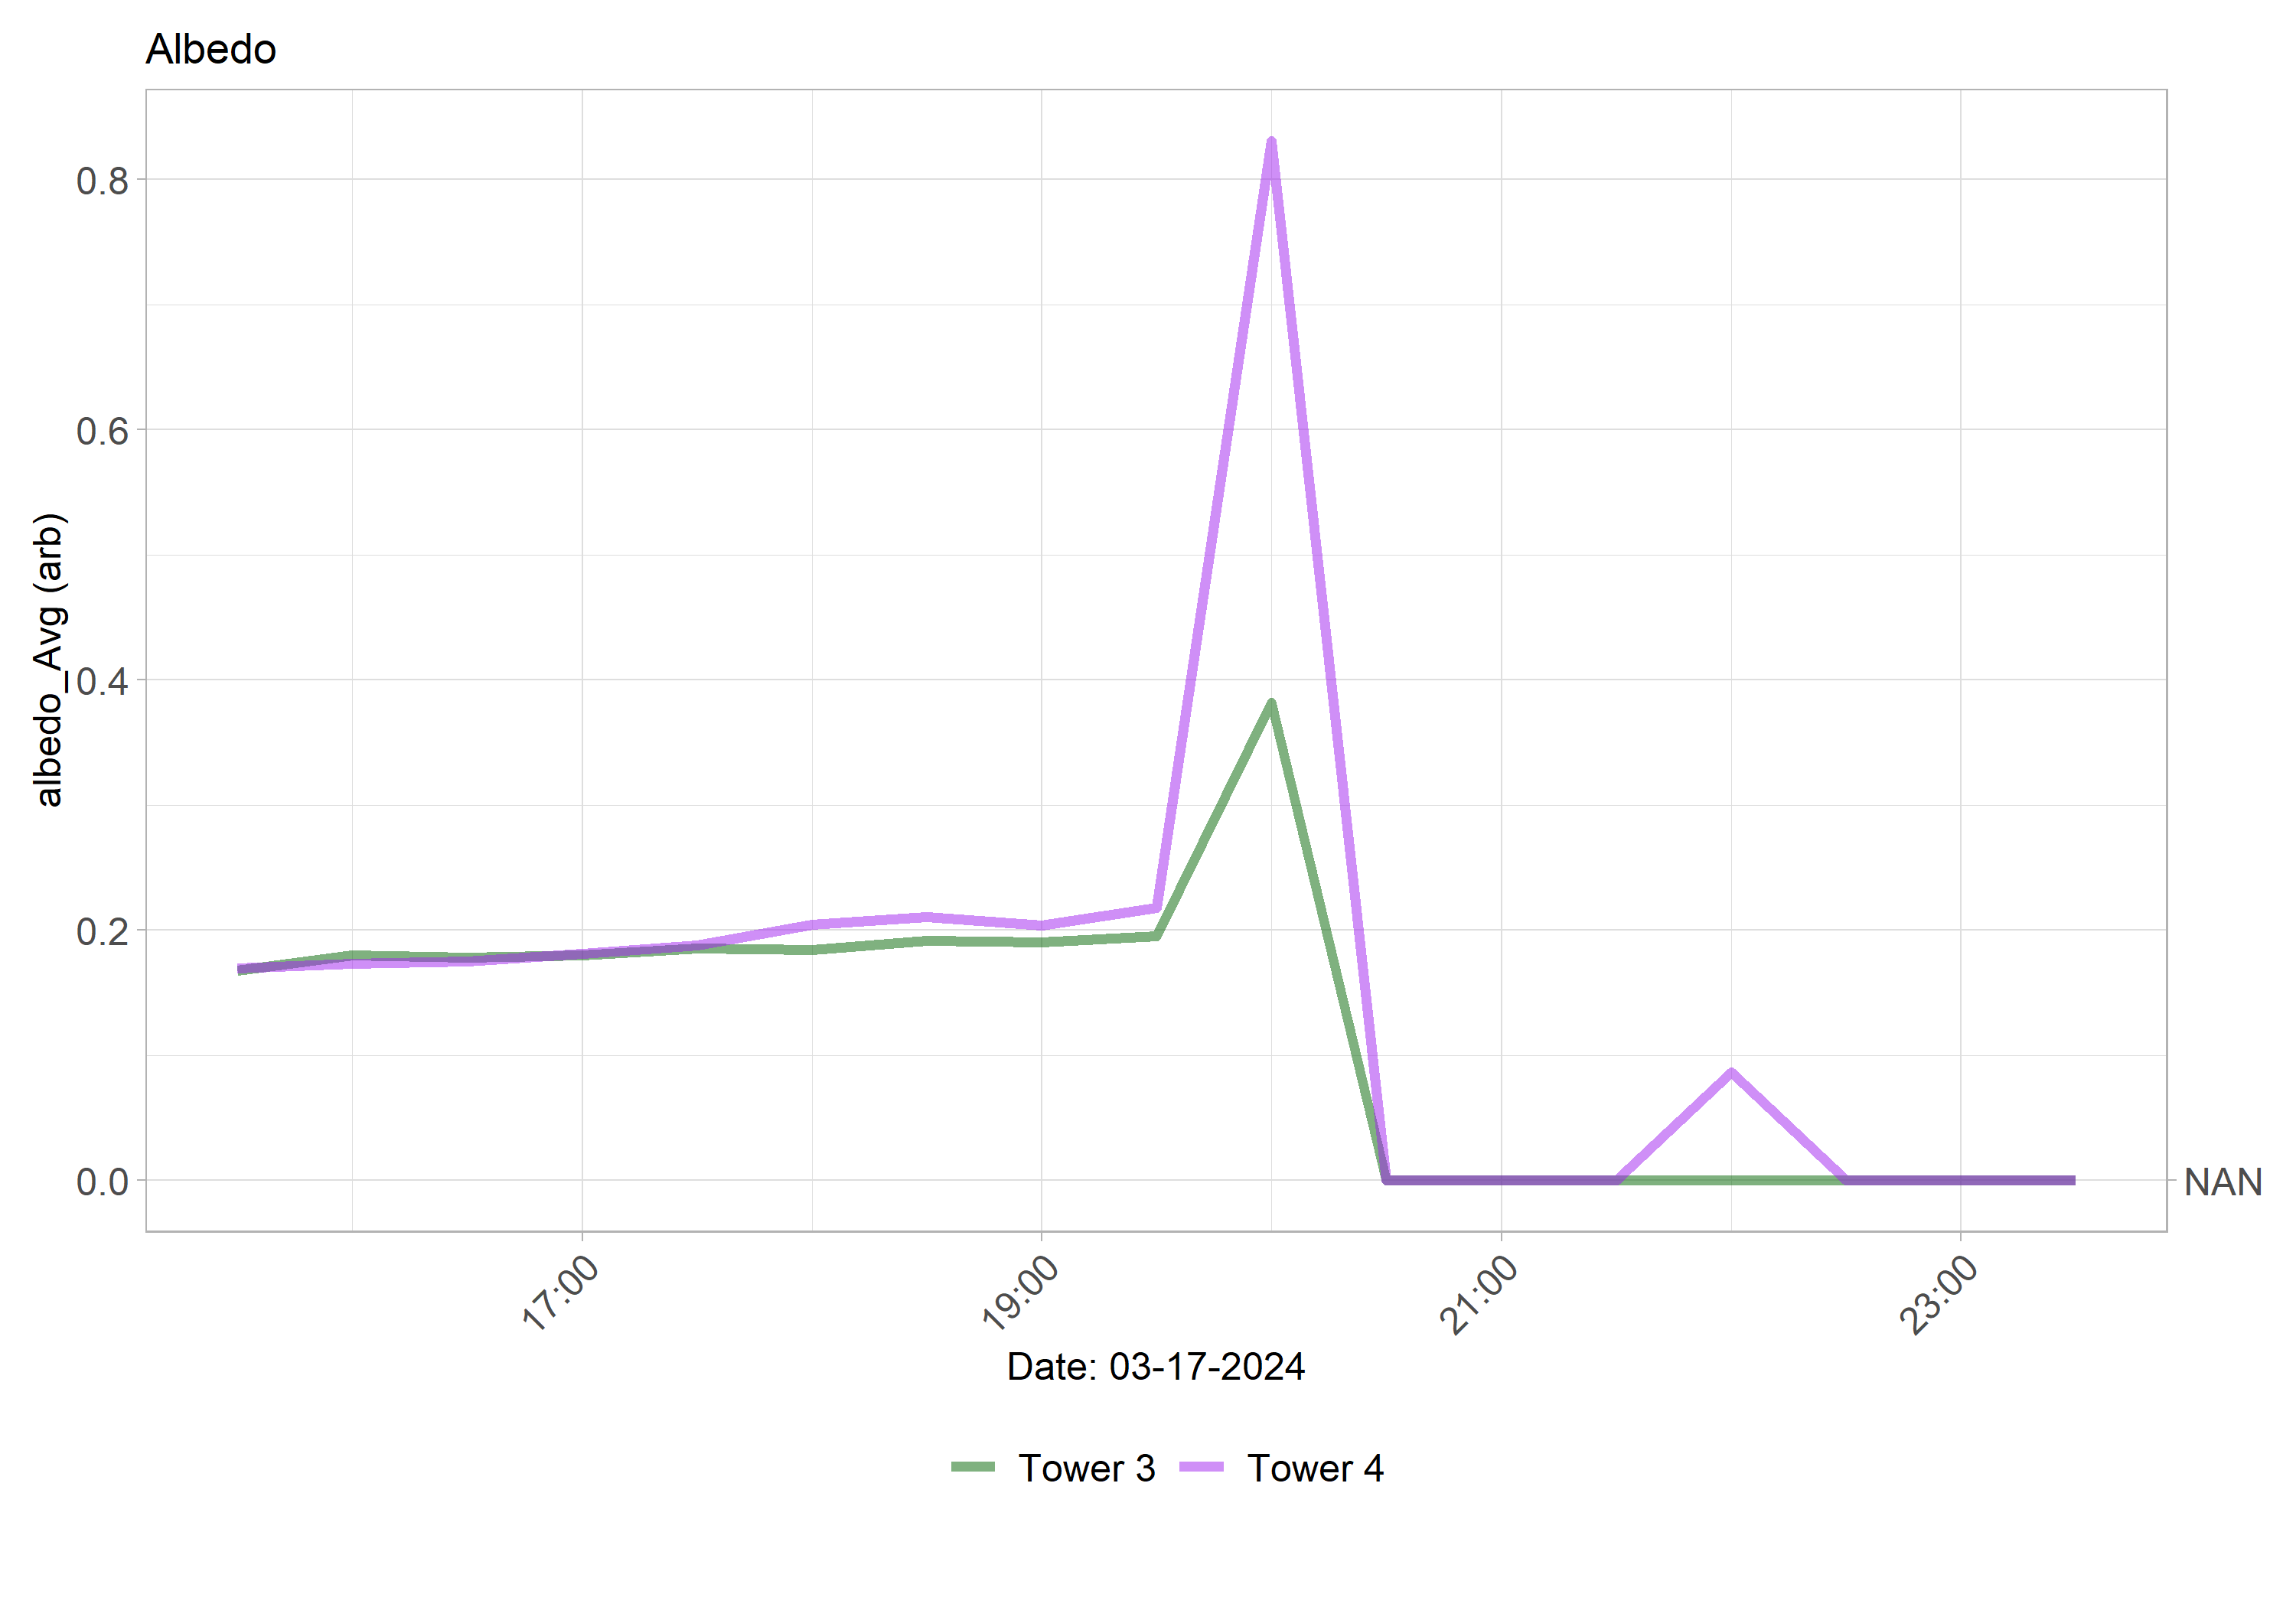 Albedo
albedo_Avg (arb)
0.8
0.6
0.4
0.2
0.0
NAN
17:00
19:00
21:00
23:00
Date: 03-17-2024
Tower 3
Tower 4